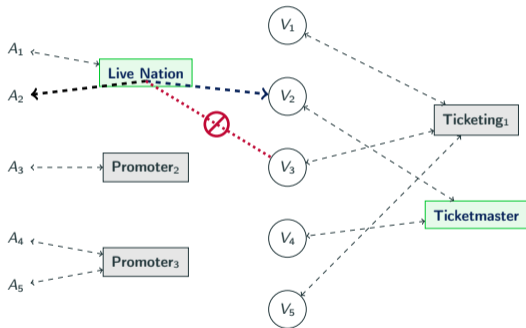 A₁
A₂
A₃
A₄
A₅
Live Nation
Promoter₂
Promoter₃
V₁
V₂
V₃
V₄
V₅
Ticketing₁
Ticketmaster